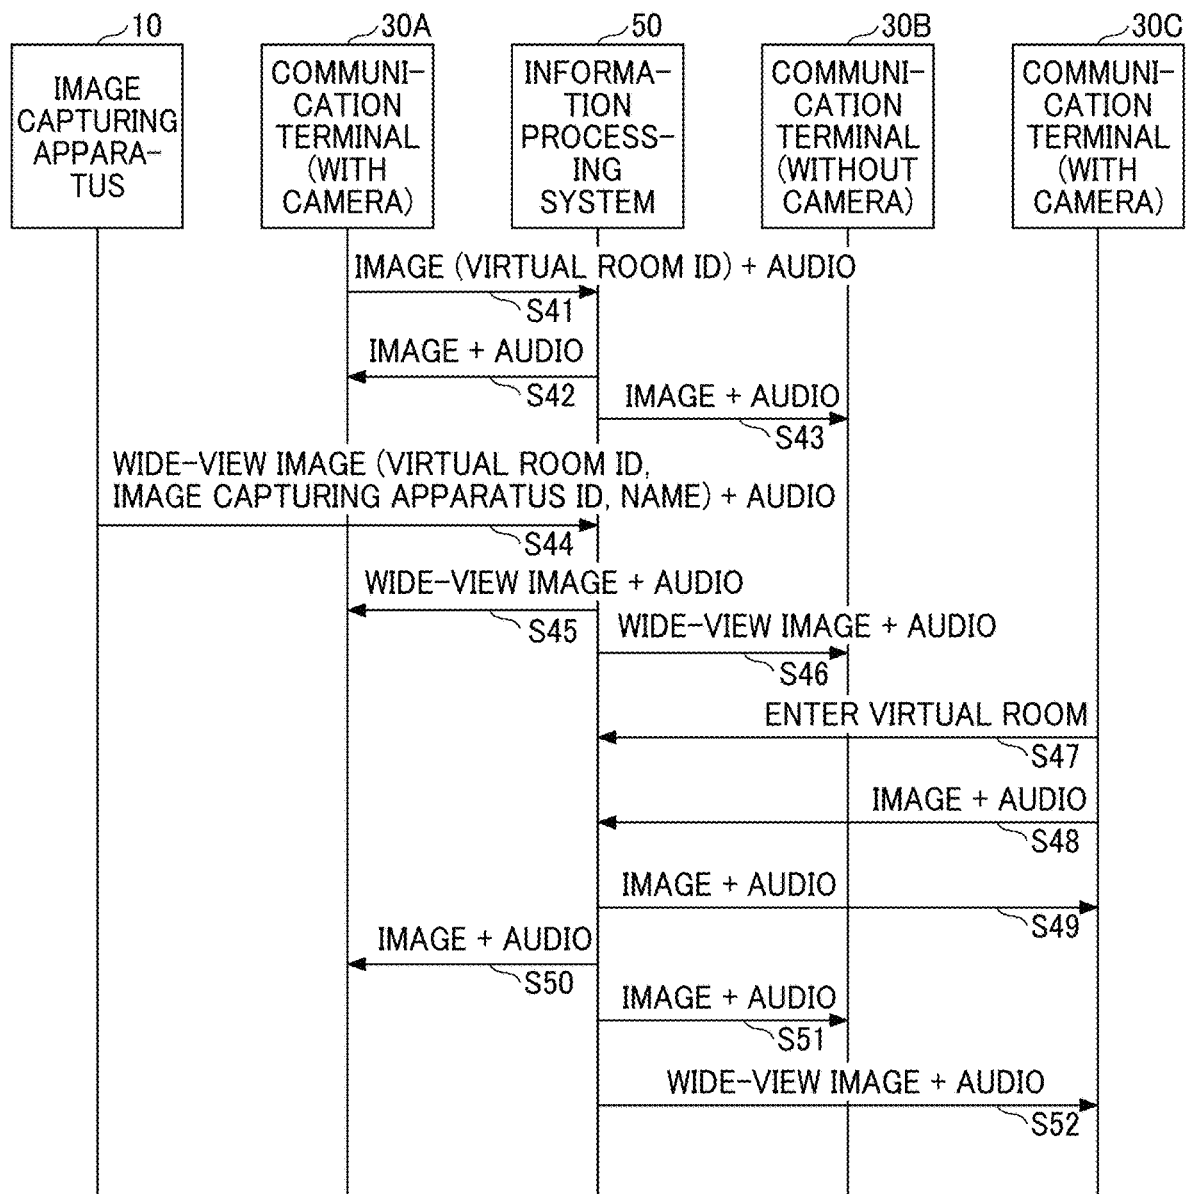 10
30A
50
30B
30C
IMAGE
CAPTURING
APPARA-
TUS
COMMUNI-
CATION
TERMINAL
(WITH
CAMERA)
INFORMA-
TION
PROCESS-
ING
SYSTEM
COMMUNI-
CATION
TERMINAL
(WITHOUT
CAMERA)
COMMUNI-
CATION
TERMINAL
(WITH
CAMERA)
IMAGE (VIRTUAL ROOM ID) + AUDIO
S41
IMAGE + AUDIO
S42
IMAGE + AUDIO
S43
WIDE-VIEW IMAGE (VIRTUAL ROOM ID,
IMAGE CAPTURING APPARATUS ID, NAME) + AUDIO
S44
WIDE-VIEW IMAGE + AUDIO
S45
WIDE-VIEW IMAGE + AUDIO
S46
ENTER VIRTUAL ROOM
S47
IMAGE + AUDIO
S48
IMAGE + AUDIO
S49
IMAGE + AUDIO
S50
IMAGE + AUDIO
S51
WIDE-VIEW IMAGE + AUDIO
S52